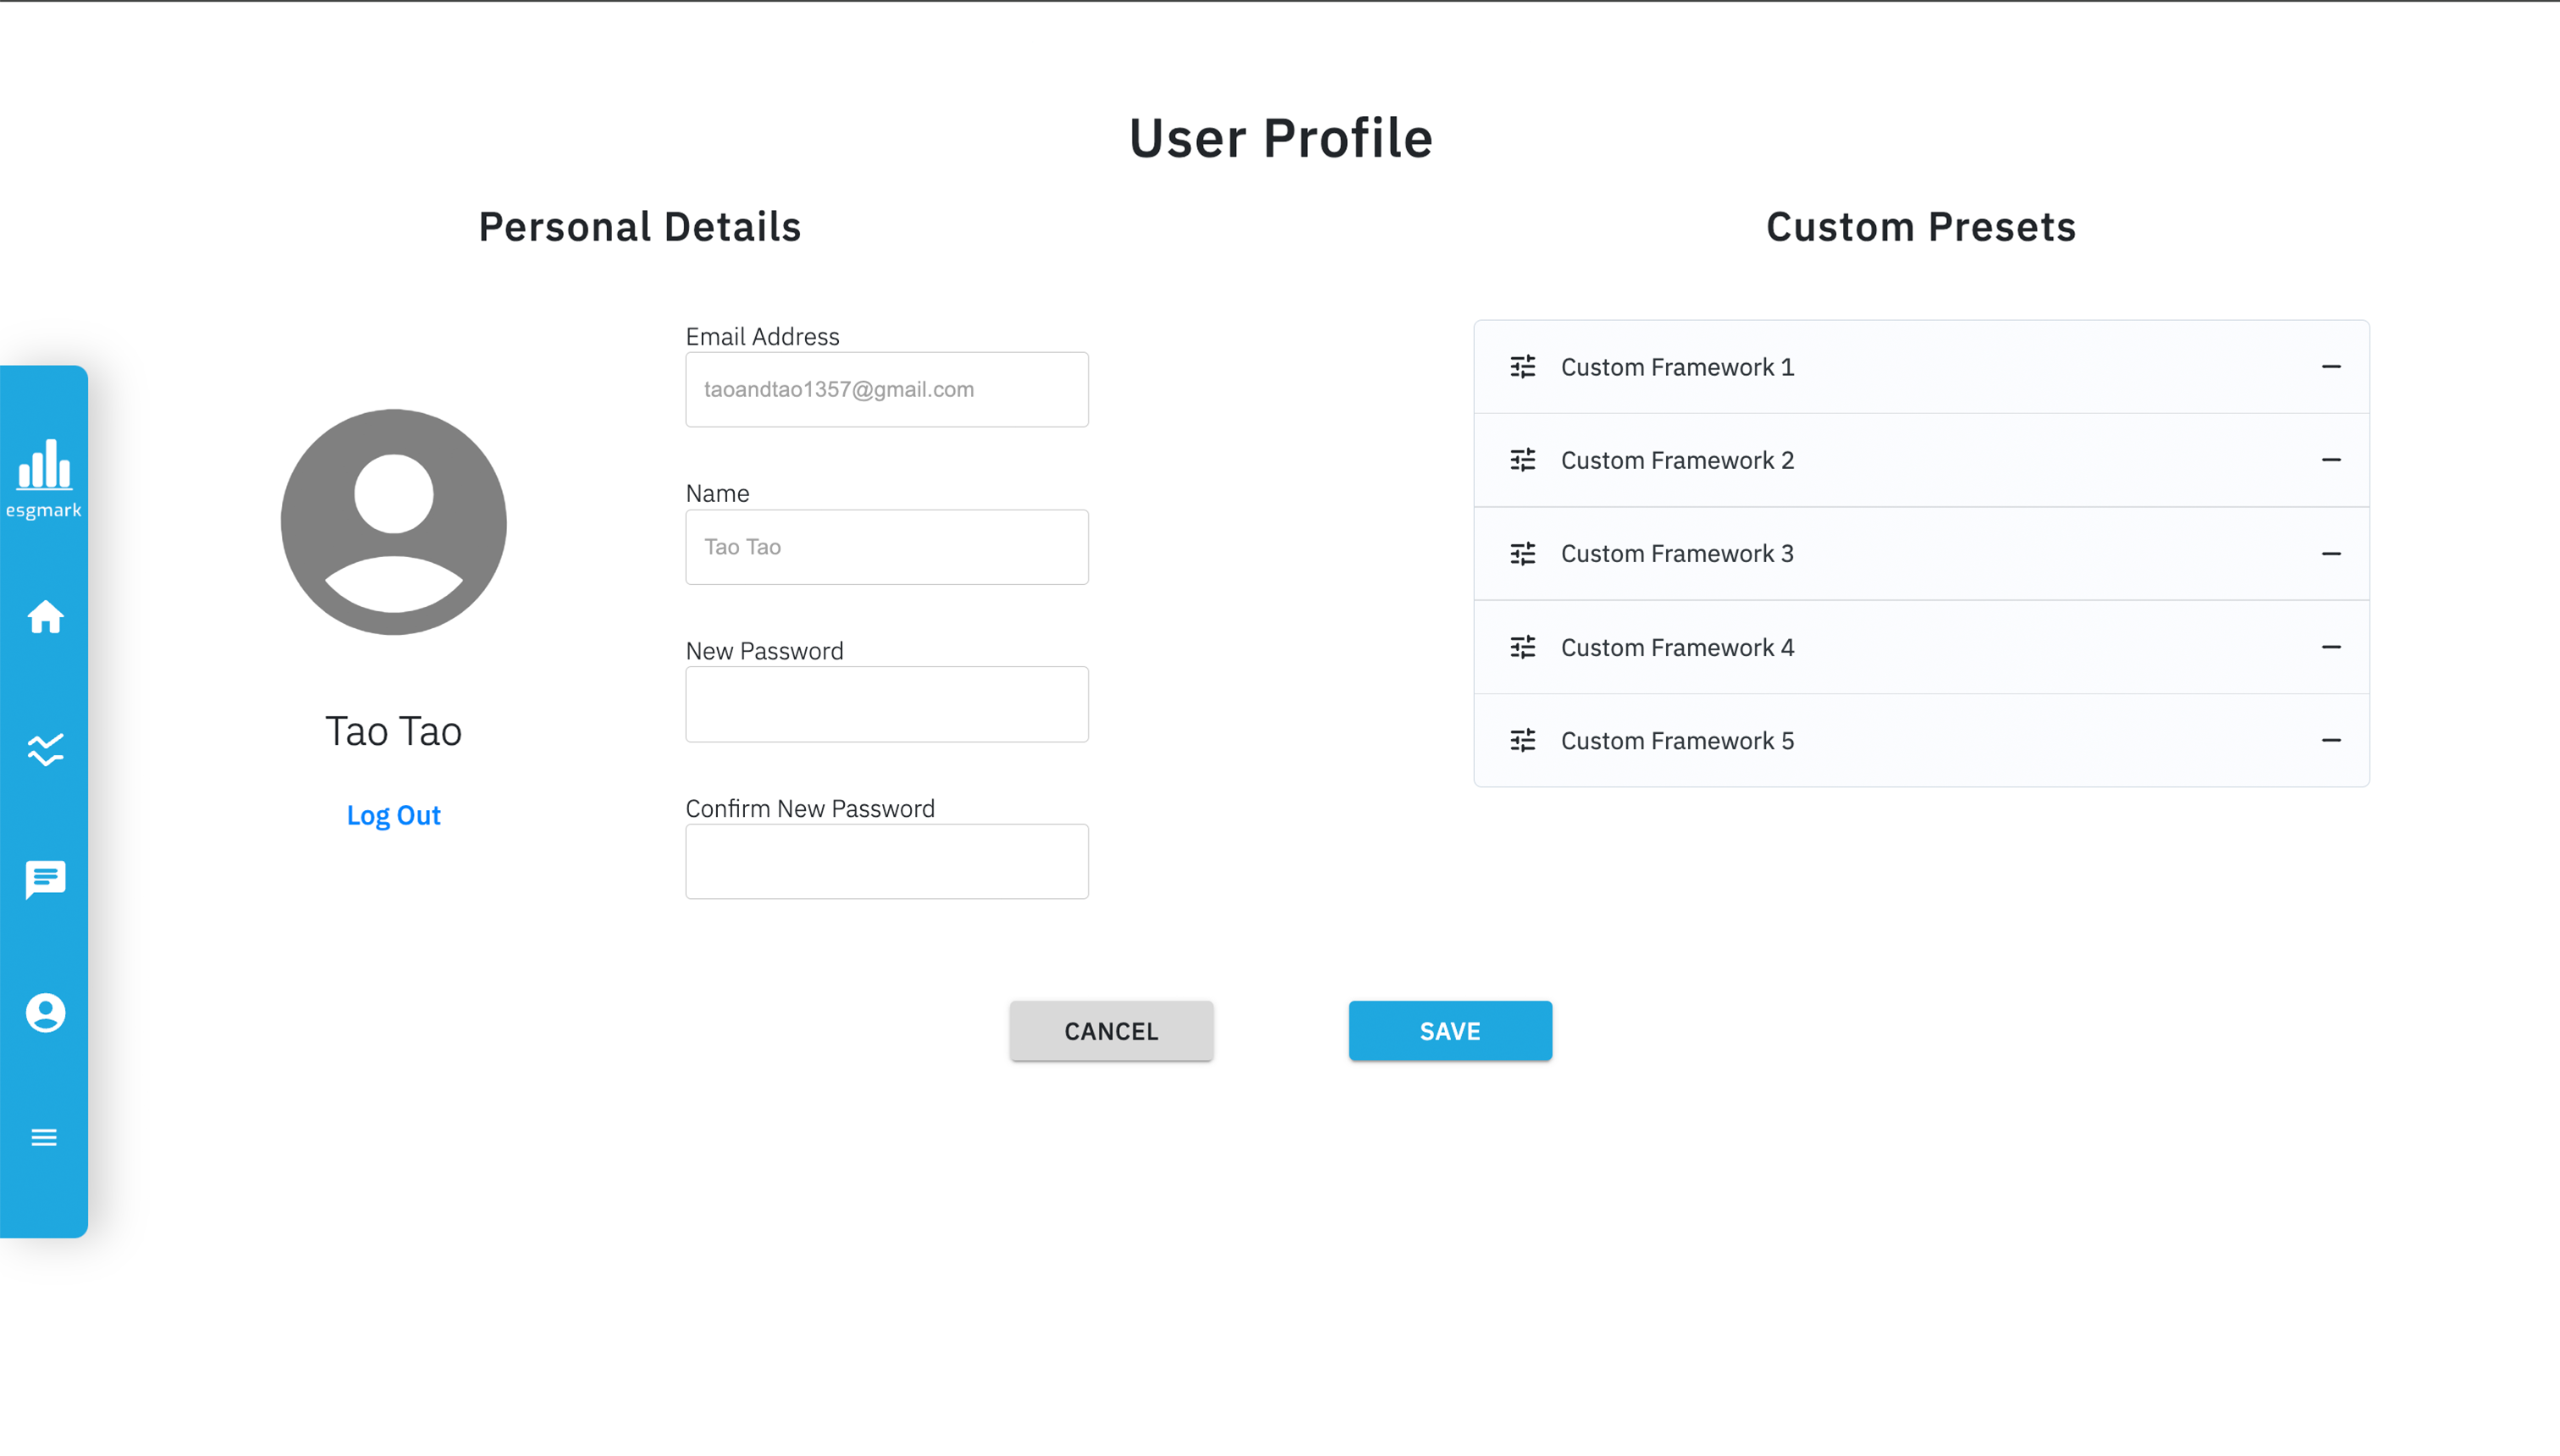 User Profile
Personal Details
Custom Presets
esgmark
Tao Tao
Log Out
Email Address
taoandtao1357@gmail.com
Name
Tao Tao
New Password
Confirm New Password
Custom Framework 1
Custom Framework 2
Custom Framework 3
Custom Framework 4
Custom Framework 5
CANCEL
SAVE